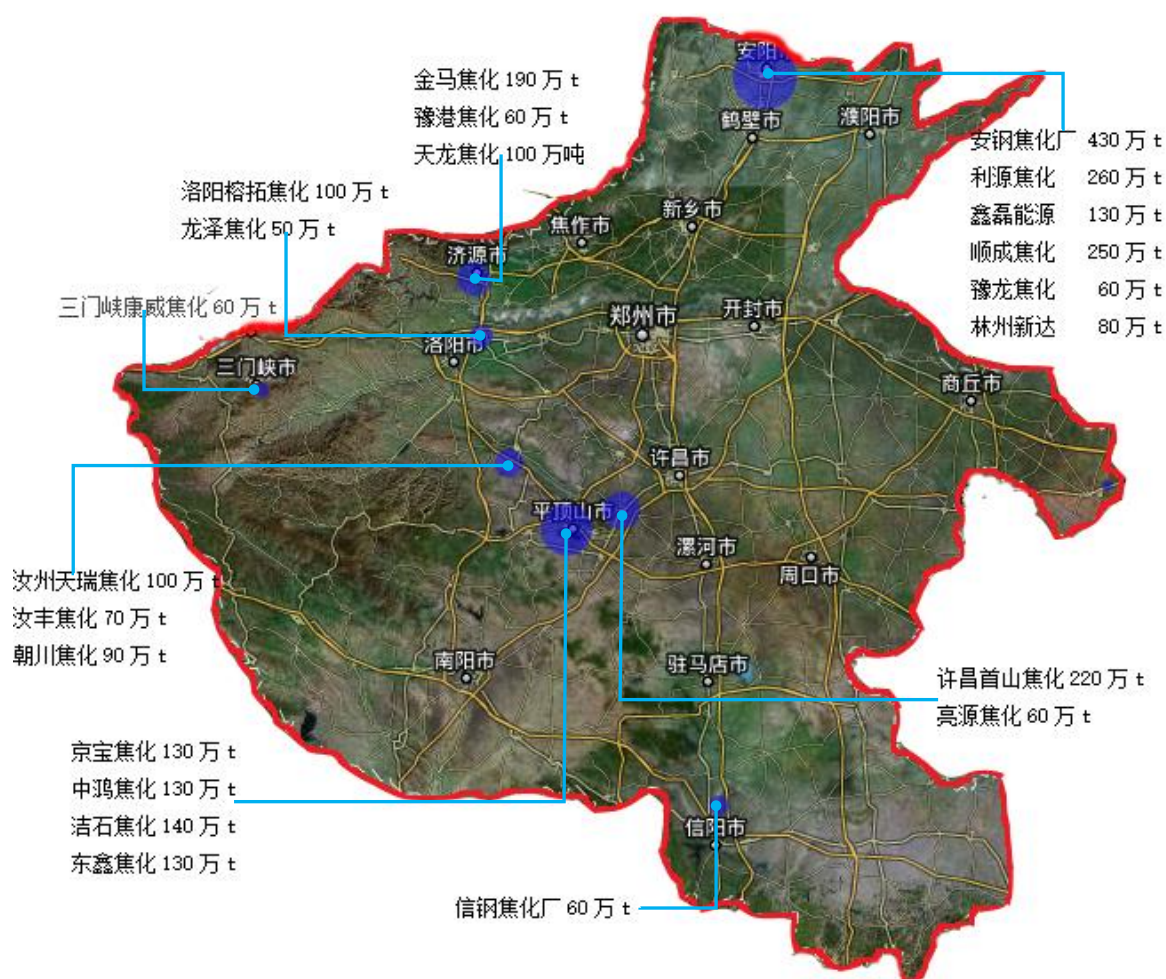 安阳市
金马焦化 190 万 t
豫港焦化 60 万 t
天龙焦化 100 万吨
鹤壁市
濮阳市
安钢焦化厂 430 万 t
利源焦化 260 万 t
鑫磊能源 130 万 t
顺成焦化 250 万 t
豫龙焦化 60 万 t
林州新达 80 万 t
洛阳榕拓焦化 100 万 t
龙泽焦化 50 万 t
新乡市
焦作市
济源市
三门峡康威焦化 60 万 t
郑州市
开封市
洛阳市
三门峡市
商丘市
许昌市
平顶山市
漯河市
周口市
汝州天瑞焦化 100 万 t
汝丰焦化 70 万 t
朝川焦化 90 万 t
南阳市
驻马店市
许昌首山焦化 220 万 t
亮源焦化 60 万 t
京宝焦化 130 万 t
中鸿焦化 130 万 t
洁石焦化 140 万 t
东鑫焦化 130 万 t
信阳市
信钢焦化厂 60 万 t